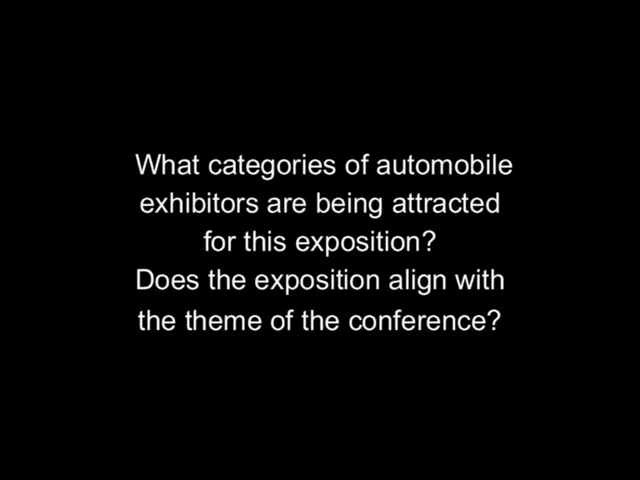 What categories of automobile
exhibitors are being attracted
for this exposition?
Does the exposition align with
the theme of the conference?